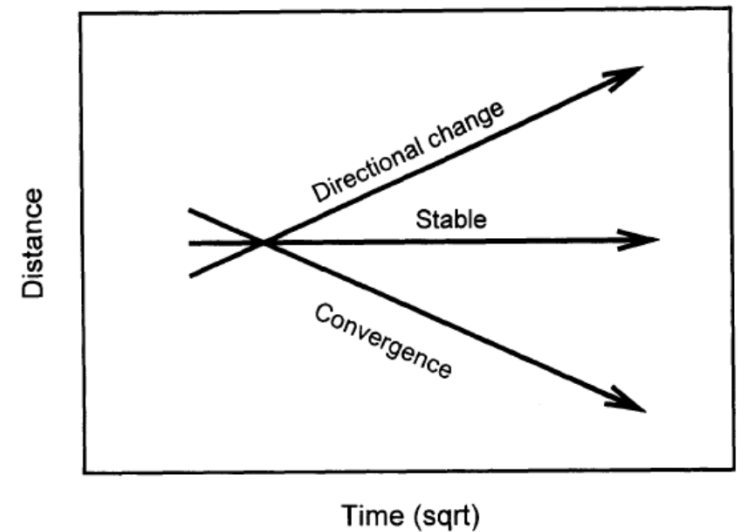 Directional change
Stable
Distance
Convergence
Time (sqrt)